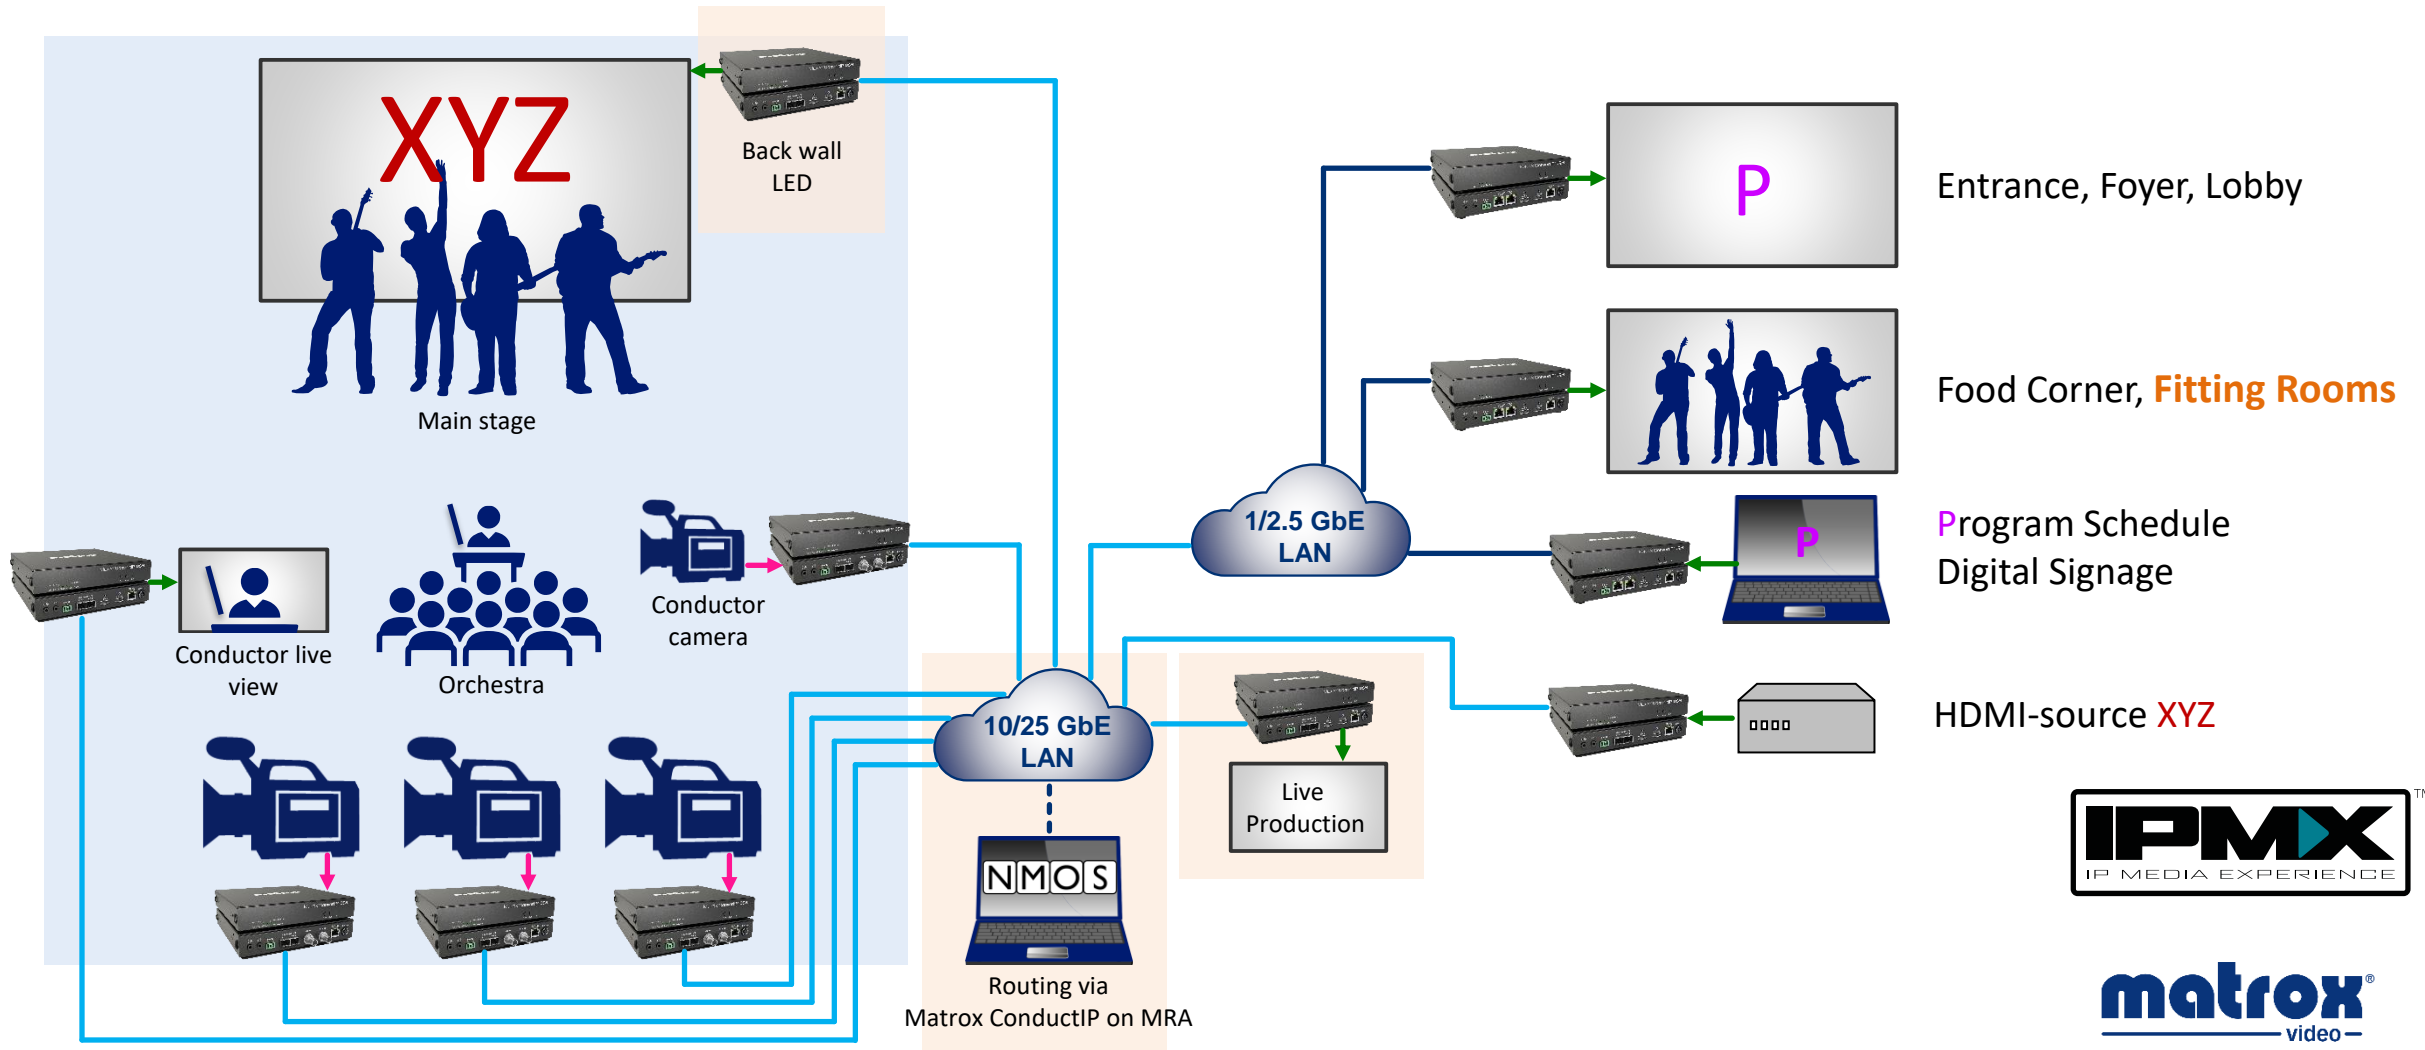 XYZ
Back wall
LED
Main stage
Conductor live
view
Orchestra
Conductor
camera
P
Entrance, Foyer, Lobby
Food Corner, Fitting Rooms
1/2.5 GbE
LAN
P
Program Schedule
Digital Signage
10/25 GbE
LAN
HDMI-source XYZ
Live
Production
NMOS
Routing via
Matrox ConductIP on MRA
IPMX ™
IP MEDIA EXPERIENCE
matrox®
video